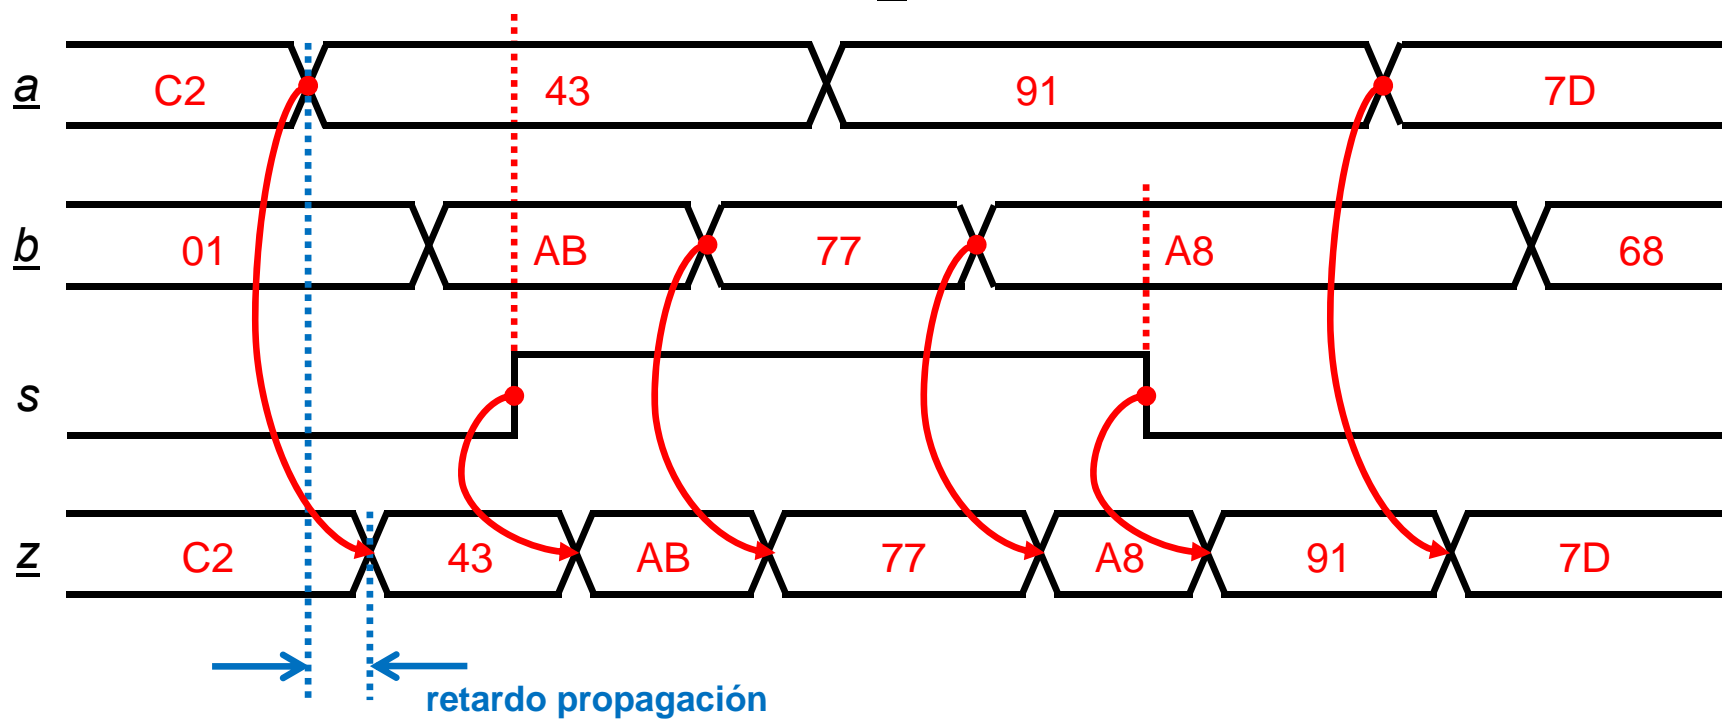 a C2 43 91 7D
b 01 AB 77 A8 68
s
z C2 43 AB 77 A8 91 7D
retardo propagación